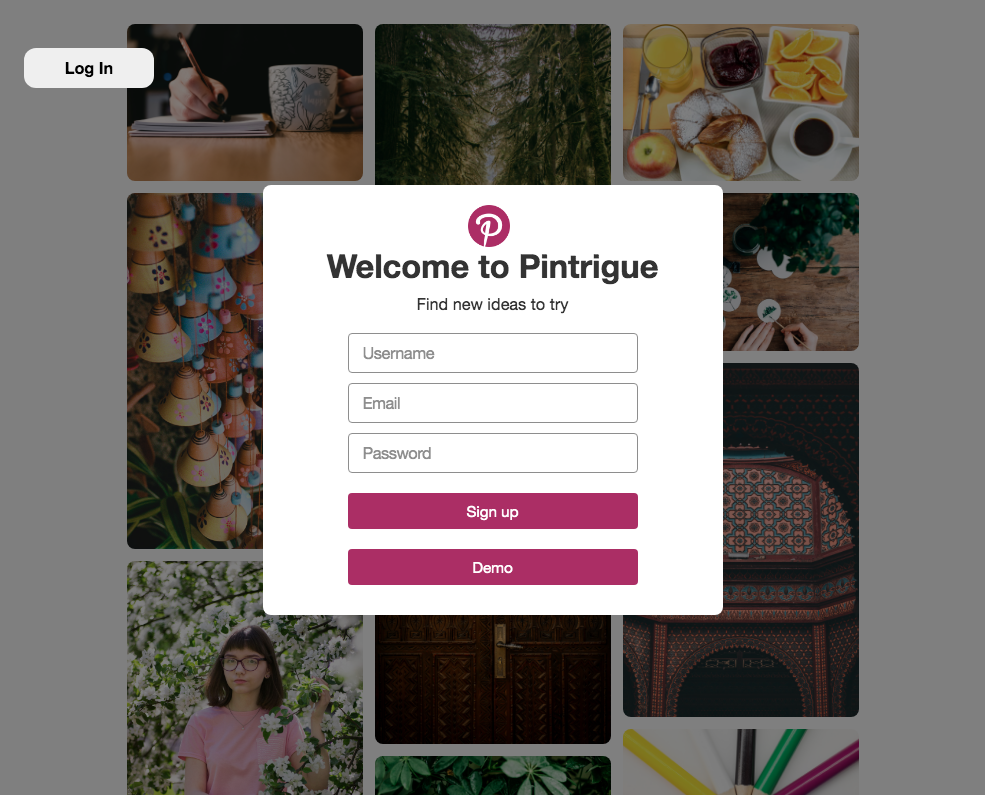 Log In
Welcome to Pintrigue
Find new ideas to try
Username
Email
Password
Sign up
Demo